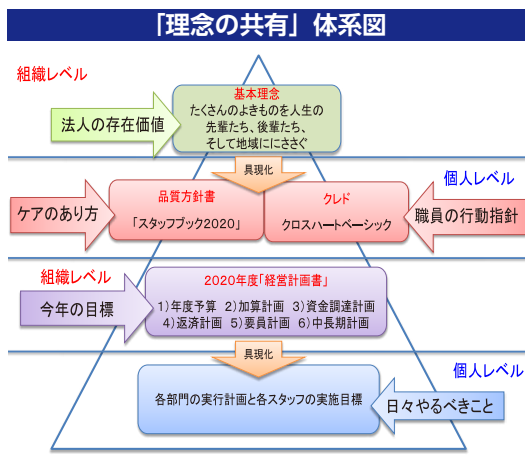 「理念の共有」体系図
組織レベル
基本理念
たくさんのよきものを人生の
先輩たち、後輩たち、
そして地域ににささぐ
法人の存在価値
具現化
個人レベル
ケアのあり方
品質方針書
「スタッフブック2020」
クレド
クロスハートベーシック
職員の行動指針
組織レベル
今年の目標
2020年度「経営計画書」
1)年度予算 2)加算計画 3)資金調達計画
4)返済計画 5)要員計画 6)中長期計画
具現化
個人レベル
各部門の実行計画と各スタッフの実施目標
日々やるべきこと